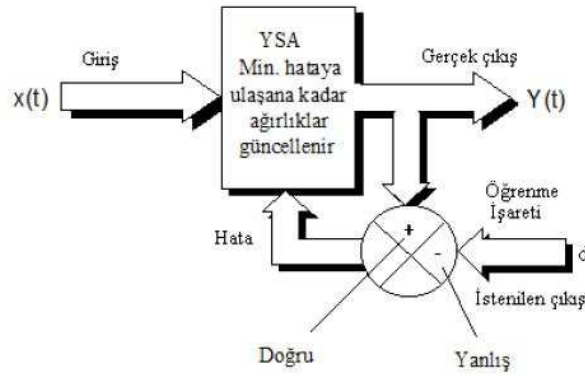 YSA
Min. hataya
ulaşana kadar
ağırlıklar
güncellenir
Giriş
x(t)
Gerçek çıkış
Y(t)
Öğrenme
İşareti
d
İstenilen çıkış
Hata
+
-
Doğru
Yanlış